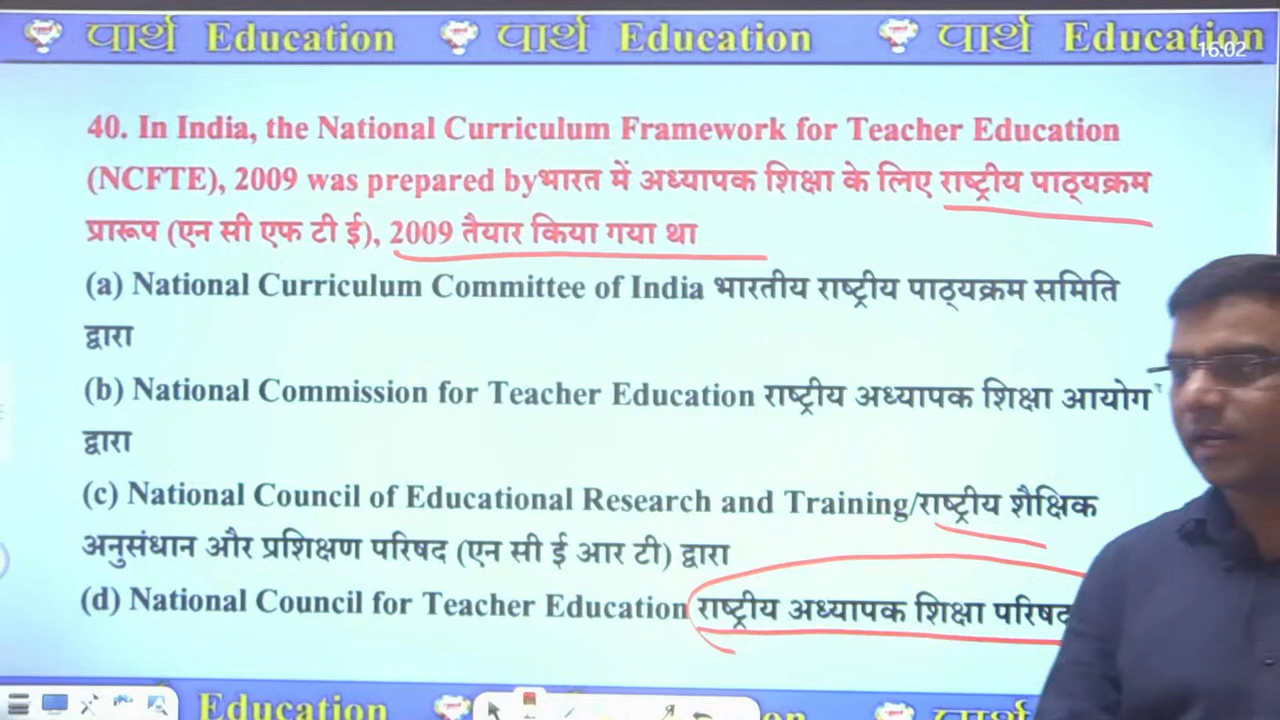 पार्थ Education पार्थ Education पार्थ Education
16:02
40. In India, the National Curriculum Framework for Teacher Education
(NCFTE), 2009 was prepared byभारत में अध्यापक शिक्षा के लिए राष्ट्रीय पाठ्यक्रम
प्रारूप (एन सी एफ टी ई), 2009 तैयार किया गया था
(a) National Curriculum Committee of India भारतीय राष्ट्रीय पाठ्यक्रम समिति
द्वारा
(b) National Commission for Teacher Education राष्ट्रीय अध्यापक शिक्षा आयोग
द्वारा
(c) National Council of Educational Research and Training/राष्ट्रीय शैक्षिक
अनुसंधान और प्रशिक्षण परिषद (एन सी ई आर टी) द्वारा
(d) National Council for Teacher Education राष्ट्रीय अध्यापक शिक्षा परिषद
Education पार्थ